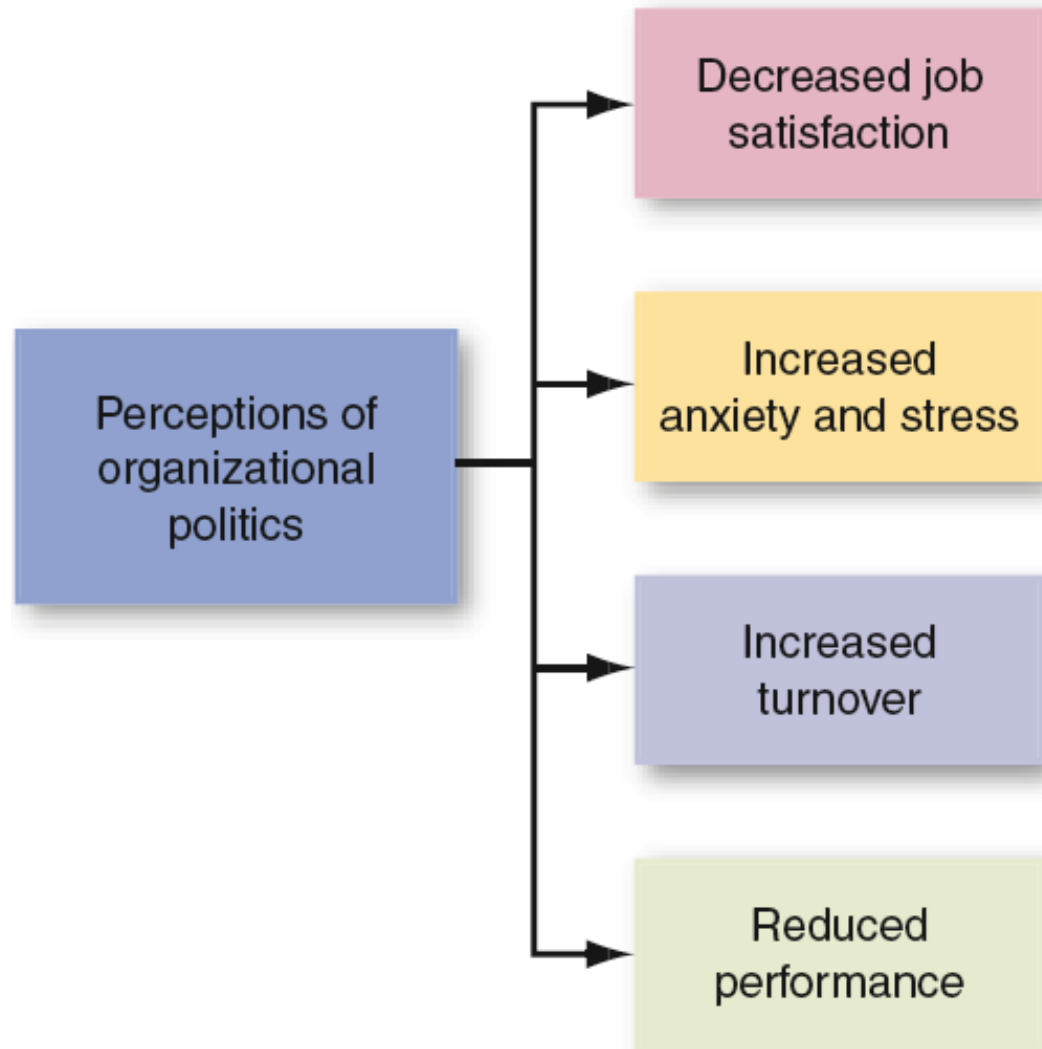 Decreased job
satisfaction
Increased
anxiety and stress
Perceptions of
organizational
politics
Increased
turnover
Reduced
performance